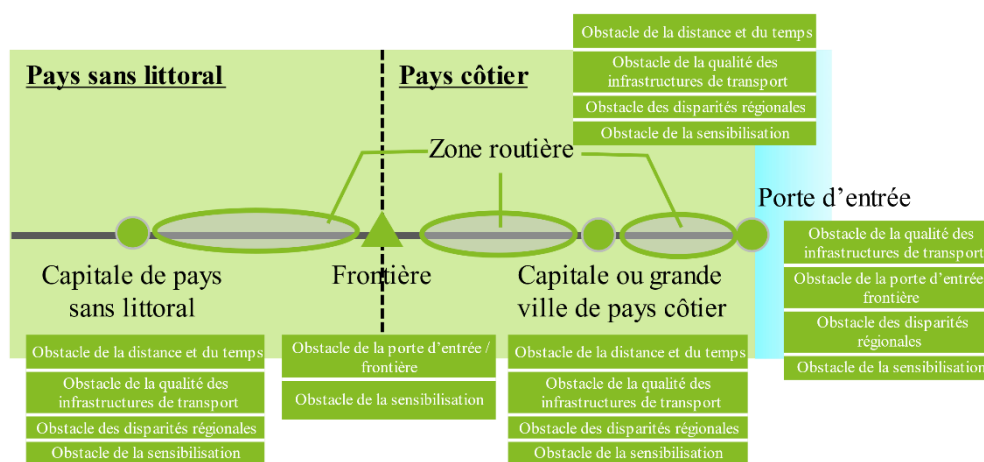 Obstacle de la distance et du temps
Obstacle de la qualité des
infrastructures de transport
Obstacle des disparités régionales
Obstacle de la sensibilisation
Pays sans littoral
Pays côtier
Zone routière
Porte d'entrée
Obstacle de la qualité des
infrastructures de transport
Obstacle de la porte d'entrée
frontière
Obstacle des disparités
régionales
Obstacle de la sensibilisation
Capitale de pays
sans littoral
Frontière
Capitale ou grande
ville de pays côtier
Obstacle de la distance et du temps
Obstacle de la qualité des
infrastructures de transport
Obstacle des disparités régionales
Obstacle de la sensibilisation
Obstacle de la porte d'entrée /
frontière
Obstacle de la sensibilisation
Obstacle de la distance et du temps
Obstacle de la qualité des
infrastructures de transport
Obstacle des disparités régionales
Obstacle de la sensibilisation